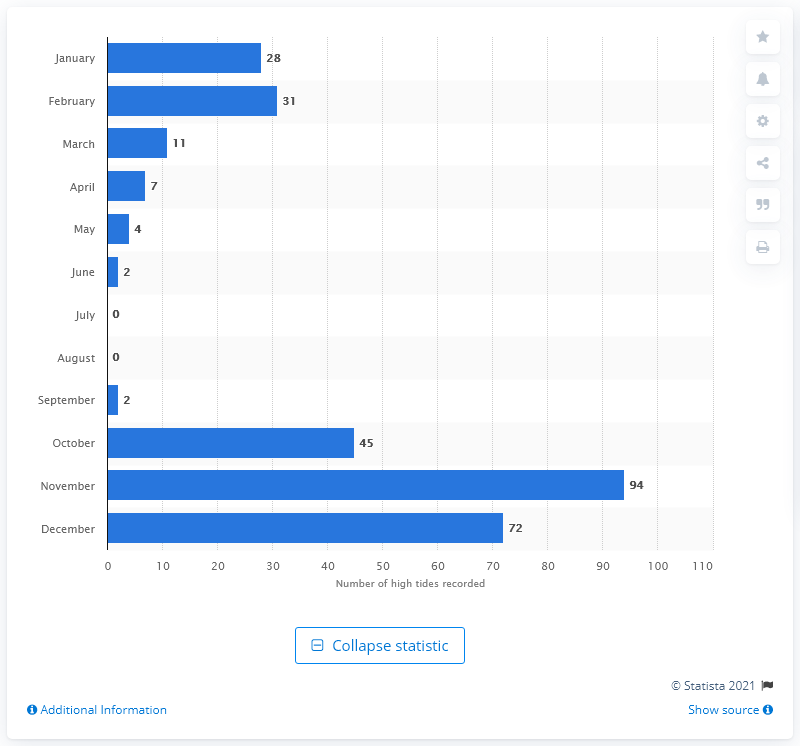 January 28
February 31
March 11
April 7
May 4
June 2
July 0
August 0
September 2
October 45
November 94
December 72
0 10 20 30 40 50 60 70 80 90 100 110
Number of high tides recorded
Collapse statistic
© Statista 2021
Additional Information
Show source